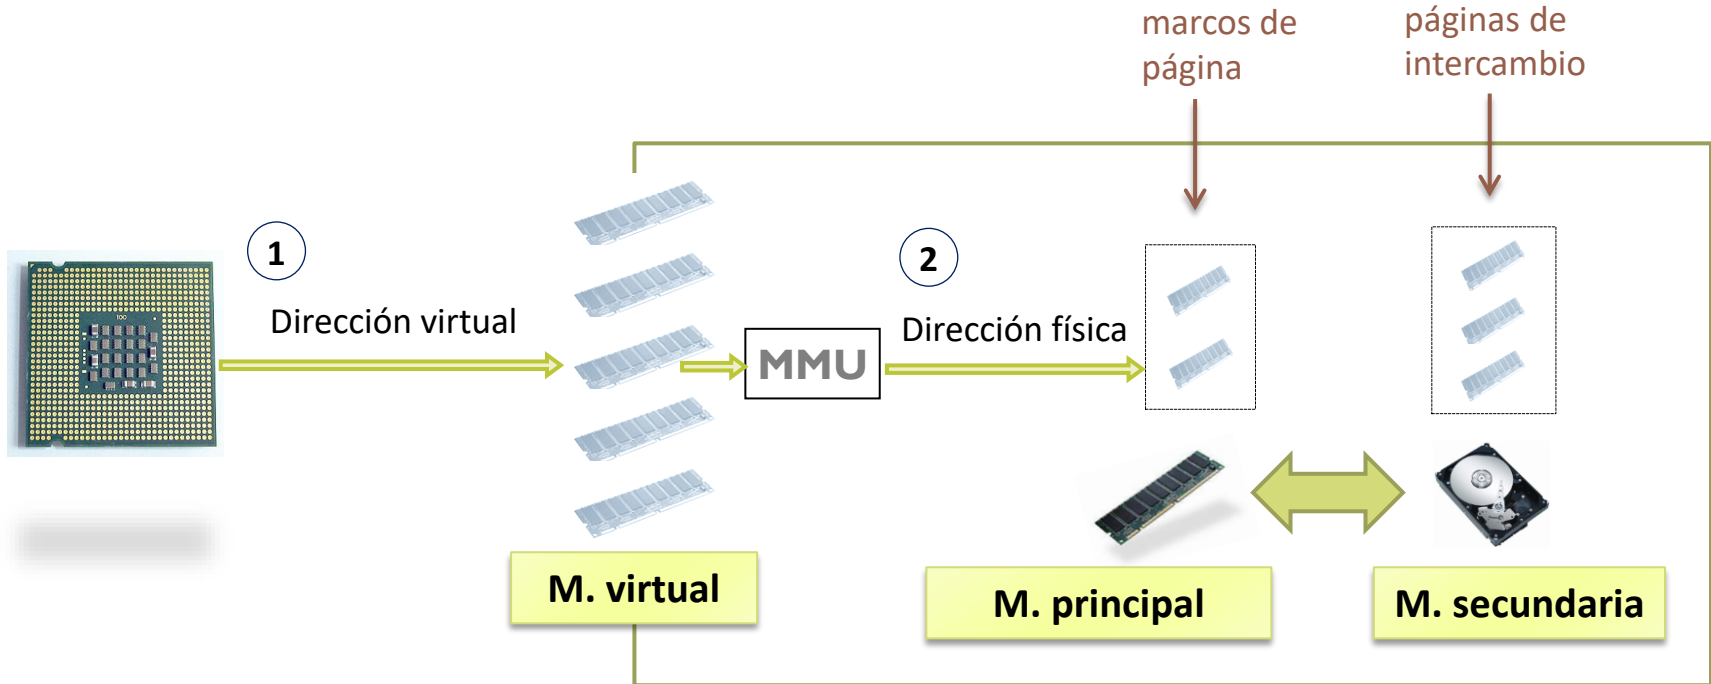 marcos de
página
páginas de
intercambio
1
2
Dirección virtual
MMU
Dirección física
M. virtual
M. principal
M. secundaria